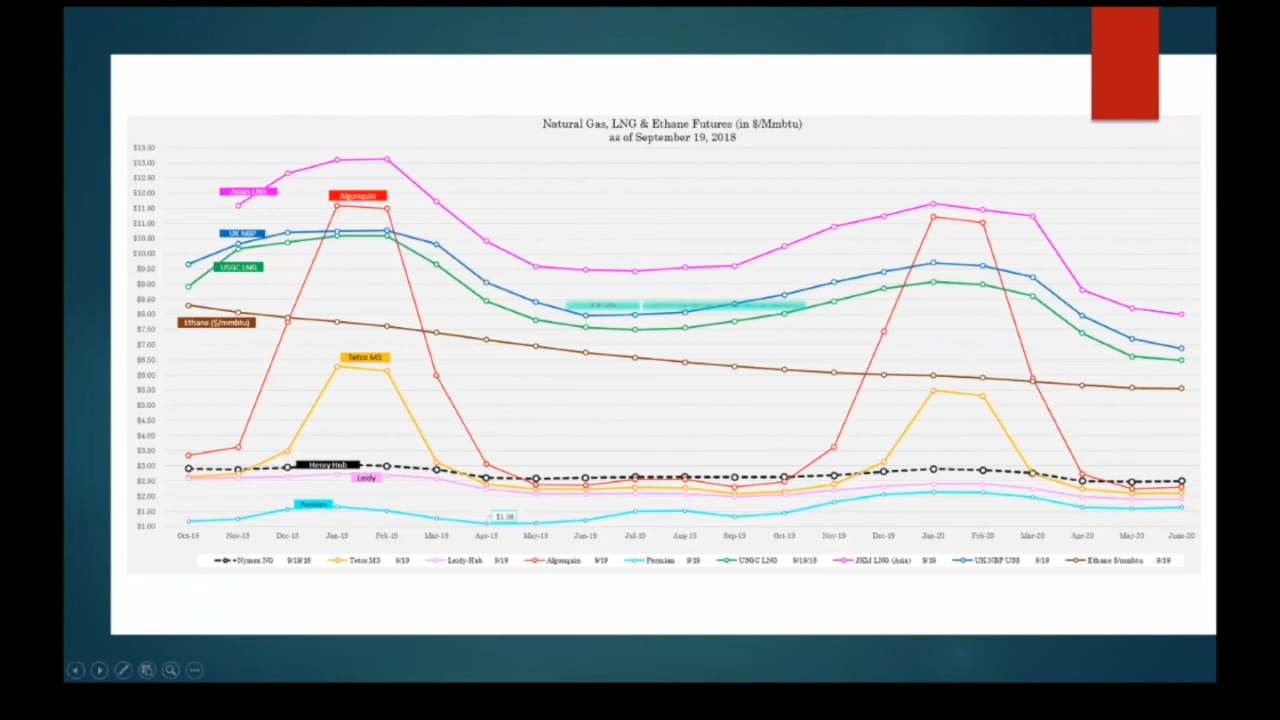 Natural Gas, LNG & Ethane Futures (in $/Mmbtu)
as of September 19, 2018
$13.00
$12.00
$11.00
$10.50
$10.00
$9.50
$9.00
$8.50
$8.00
$7.50
$7.00
$6.50
$6.00
$5.50
$5.00
$4.50
$4.00
$3.50
$3.00
$2.50
$2.00
$1.50
$1.00
Asian LNG
Algonquin
UK NBP
USGC LNG
Ethane ($/mmbtu)
Tetco M3
Henry Hub
Leidy
Permian
$1.08
Nov-18 Dec-18 Jan-19 Feb-19 Mar-19 Apr-19 May-19 Jun-19 Jul-19 Aug-19 Sep-19 Oct-19 Nov-19 Dec-19 Jan-20 Feb-20 Mar-20 Apr-20 May-20 June-20
Nymex NG 9/19/18 Tetco M3 9/19 Leidy-Hub 9/19 Algonquin 9/19 Permian 9/19 USGC LNG 9/19/18 JKM LNG (Asia) 9/19 UK NBP US$ 9/19 Ethane $/mmbtu 9/19